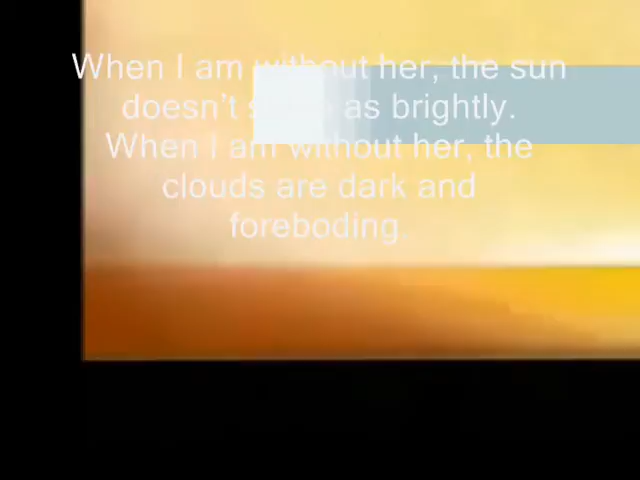 When I am without her, the sun
doesn't shine as brightly.
When I am without her, the
clouds are dark and
foreboding.